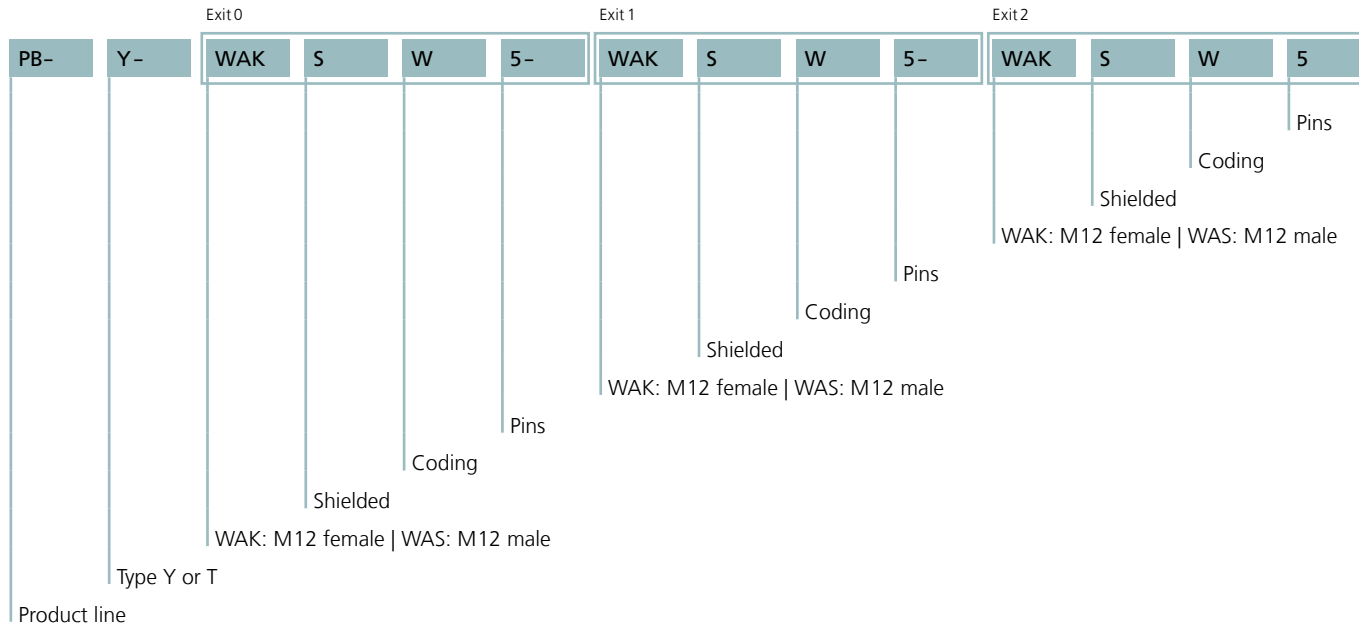 Exit 0 Exit 1 Exit 2
PB- Y- WAK S W 5- WAK S W 5- WAK S W 5
Pins
Coding
Shielded
WAK: M12 female | WAS: M12 male
Pins
Coding
Shielded
WAK: M12 female | WAS: M12 male
Pins
Coding
Shielded
WAK: M12 female | WAS: M12 male
Type Y or T
Product line